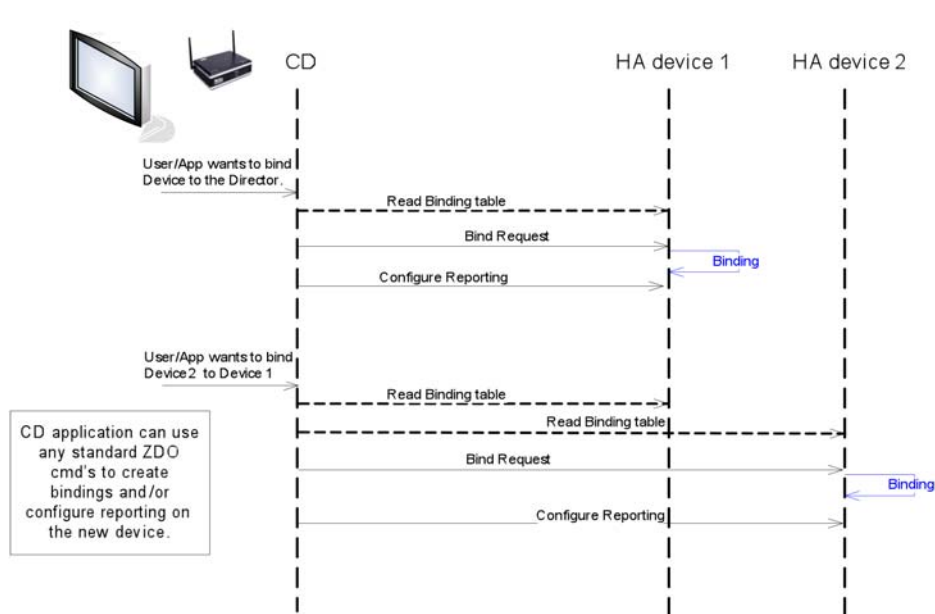 CD
HA device 1
HA device 2
User/App wants to bind
Device to the Director.
Read Binding table
Bind Request
Binding
Configure Reporting
User/App wants to bind
Device2 to Device 1
Read Binding table
Read Binding table
Bind Request
Binding
Configure Reporting
CD application can use
any standard ZDO
cmd's to create
bindings and/or
configure reporting on
the new device.